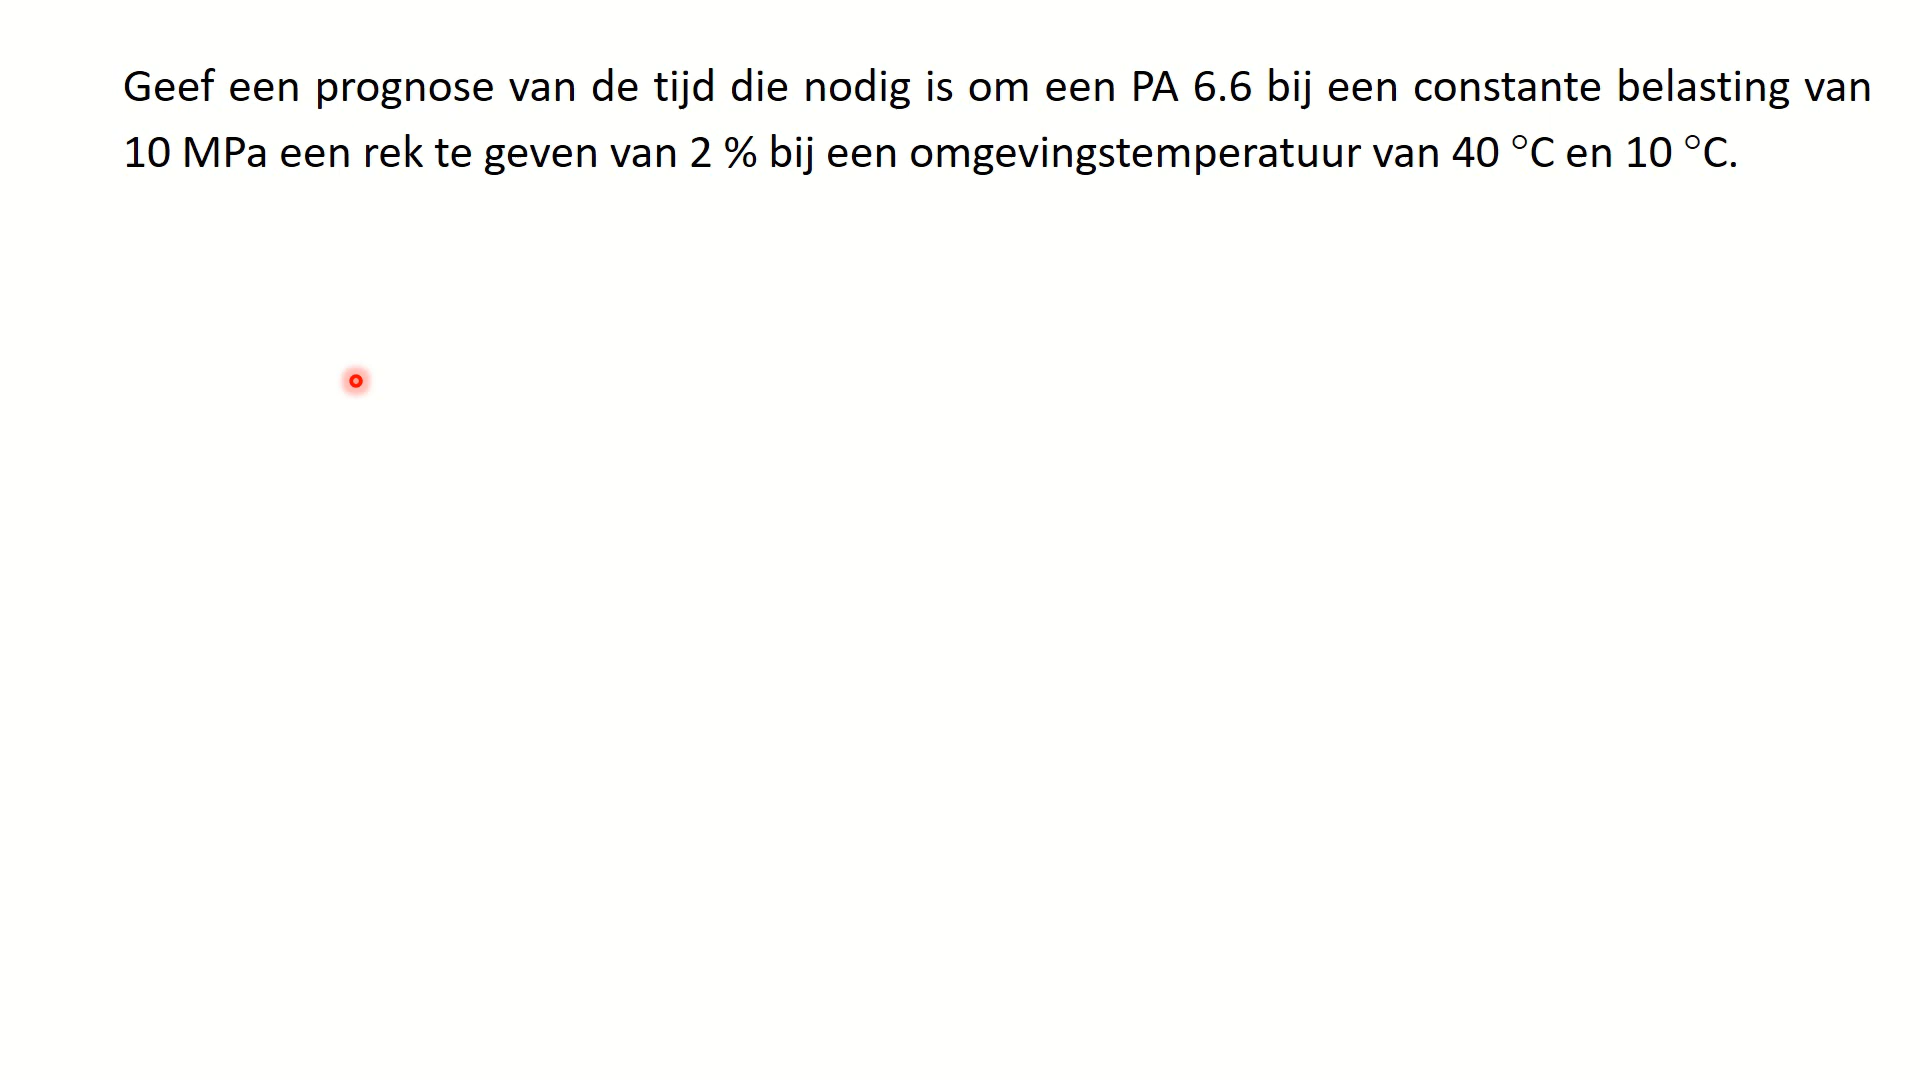 Geef een prognose van de tijd die nodig is om een PA 6.6 bij een constante belasting van
10 MPa een rek te geven van 2 % bij een omgevingstemperatuur van 40 °C en 10 °C.